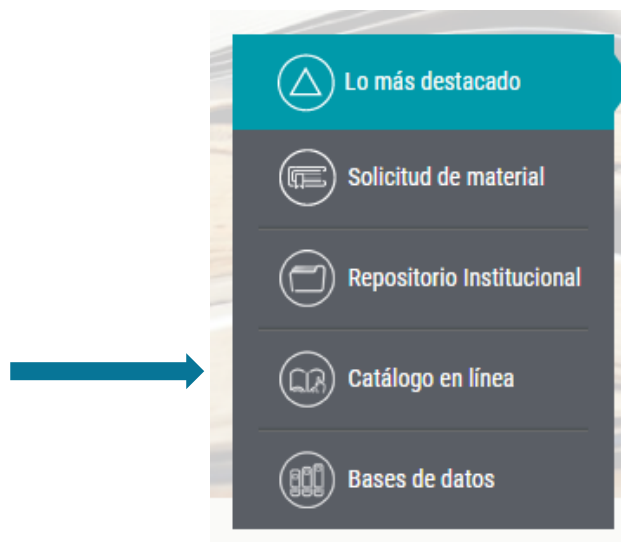 Lo más destacado
Solicitud de material
Repositorio Institucional
Catálogo en línea
Bases de datos